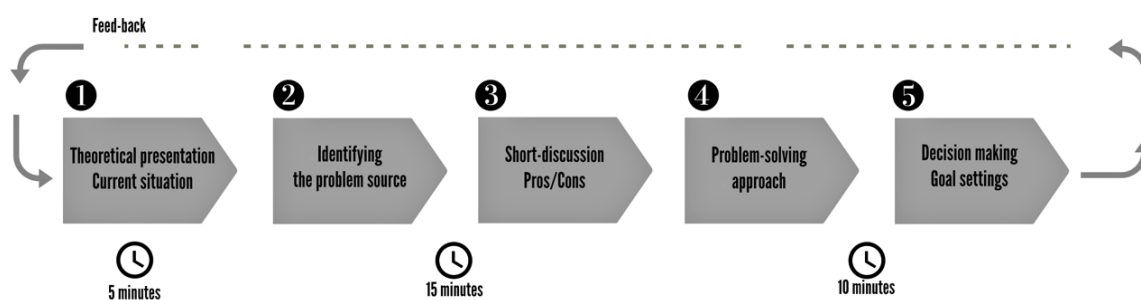 Feed-back
1
Theoretical presentation
Current situation
2
Identifying
the problem source
3
Short-discussion
Pros/Cons
4
Problem-solving
approach
5
Decision making
Goal settings
5 minutes
15 minutes
10 minutes